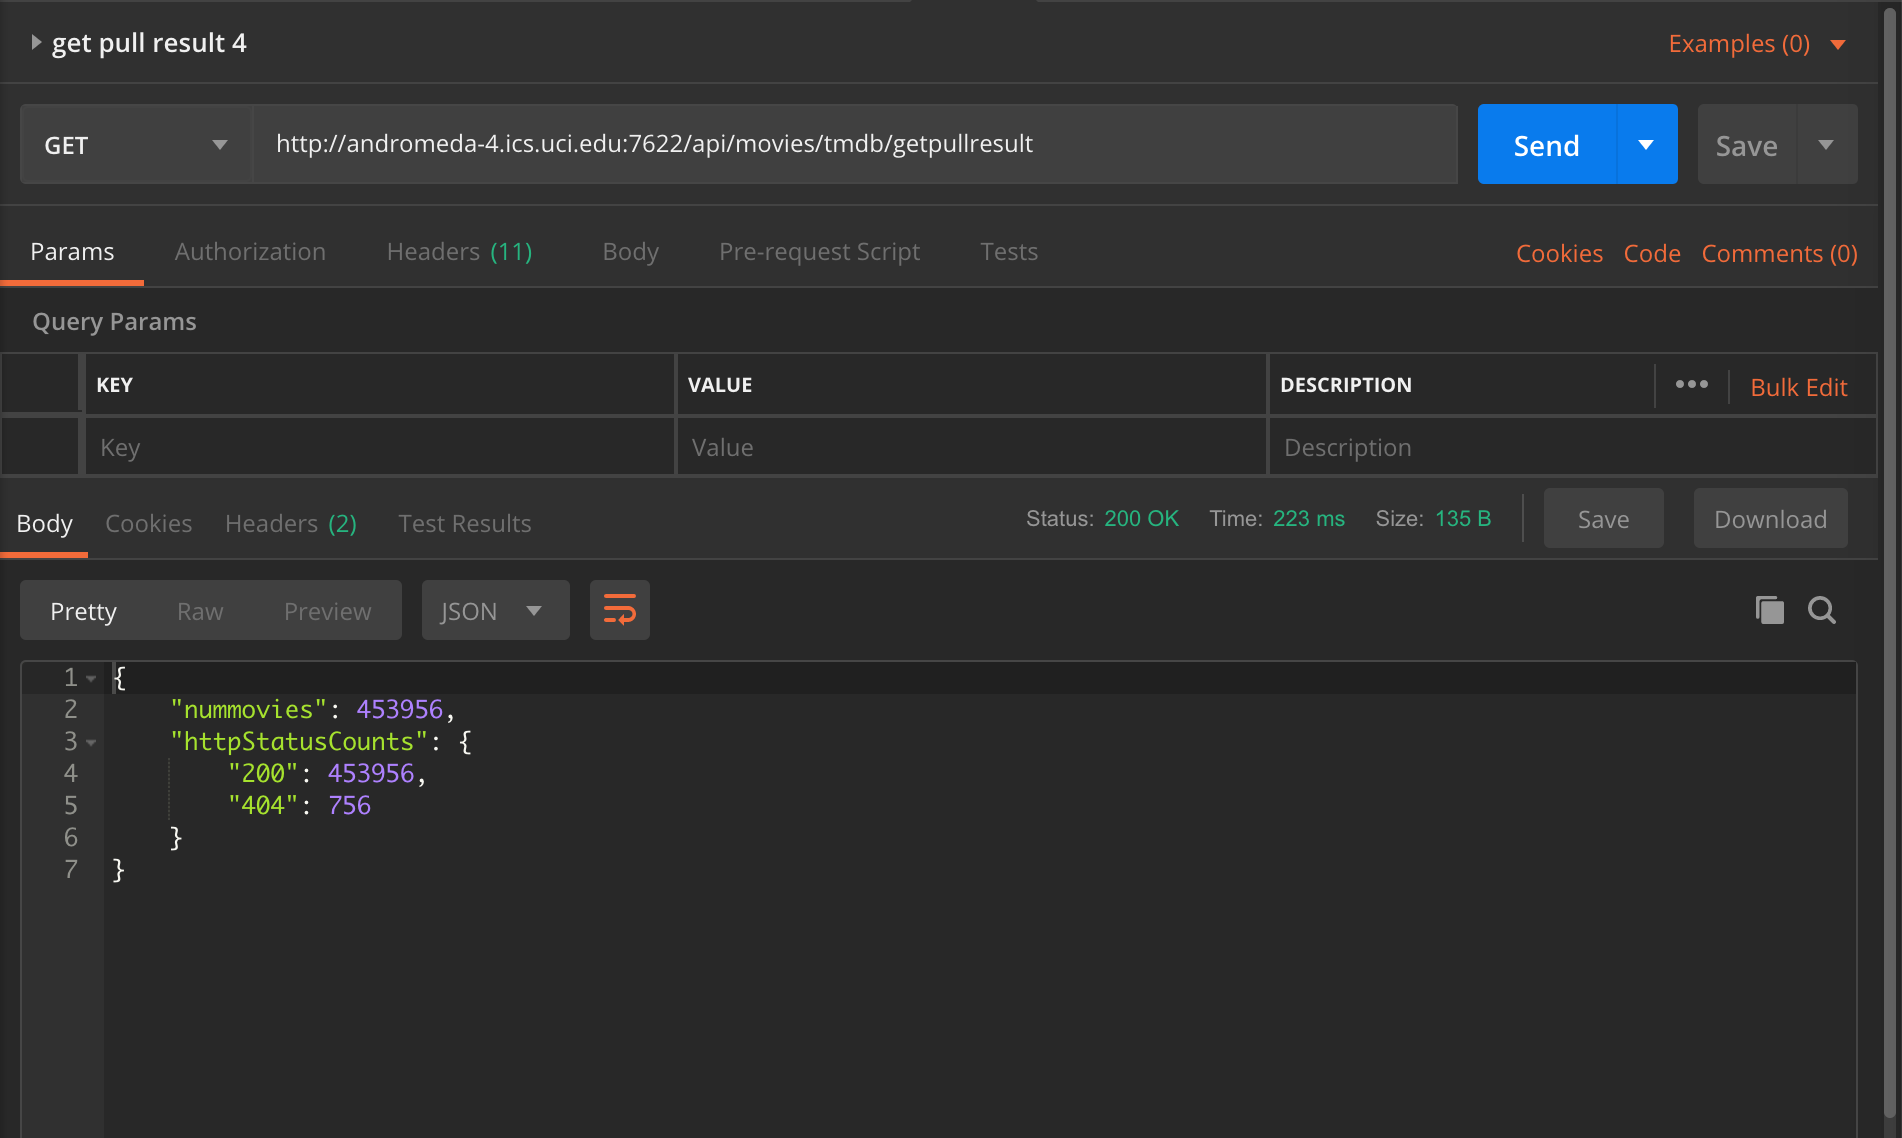 get pull result 4
Examples (0)
GET
http://andromeda-4.ics.uci.edu:7622/api/movies/tmdb/getpullresult
Send
Save
Params Authorization Headers (11) Body Pre-request Script Tests Cookies Code Comments (0)
Query Params
KEY VALUE DESCRIPTION ••• Bulk Edit
Key Value Description
Body Cookies Headers (2) Test Results Status: 200 OK Time: 223 ms Size: 135 B Save Download
Pretty Raw Preview JSON
1 {
2 "nummovies": 453956,
3 "httpStatusCounts": {
4 "200": 453956,
5 "404": 756
6 }
7 }